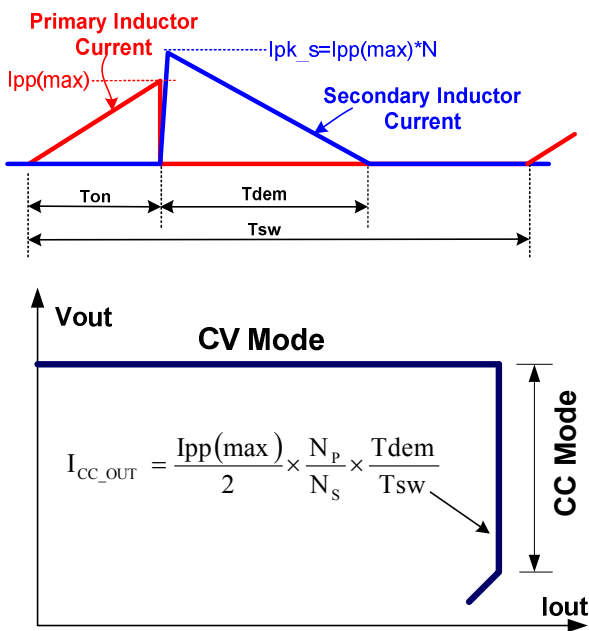 Primary Inductor
Current
Ipk_s=Ipp(max)*N
Ipp(max)
Secondary Inductor
Current
Ton
Tdem
Tsw
Vout
CV Mode
I_CC_OUT = Ipp(max)/2 × N_P/N_S × Tdem/Tsw
CC Mode
Iout